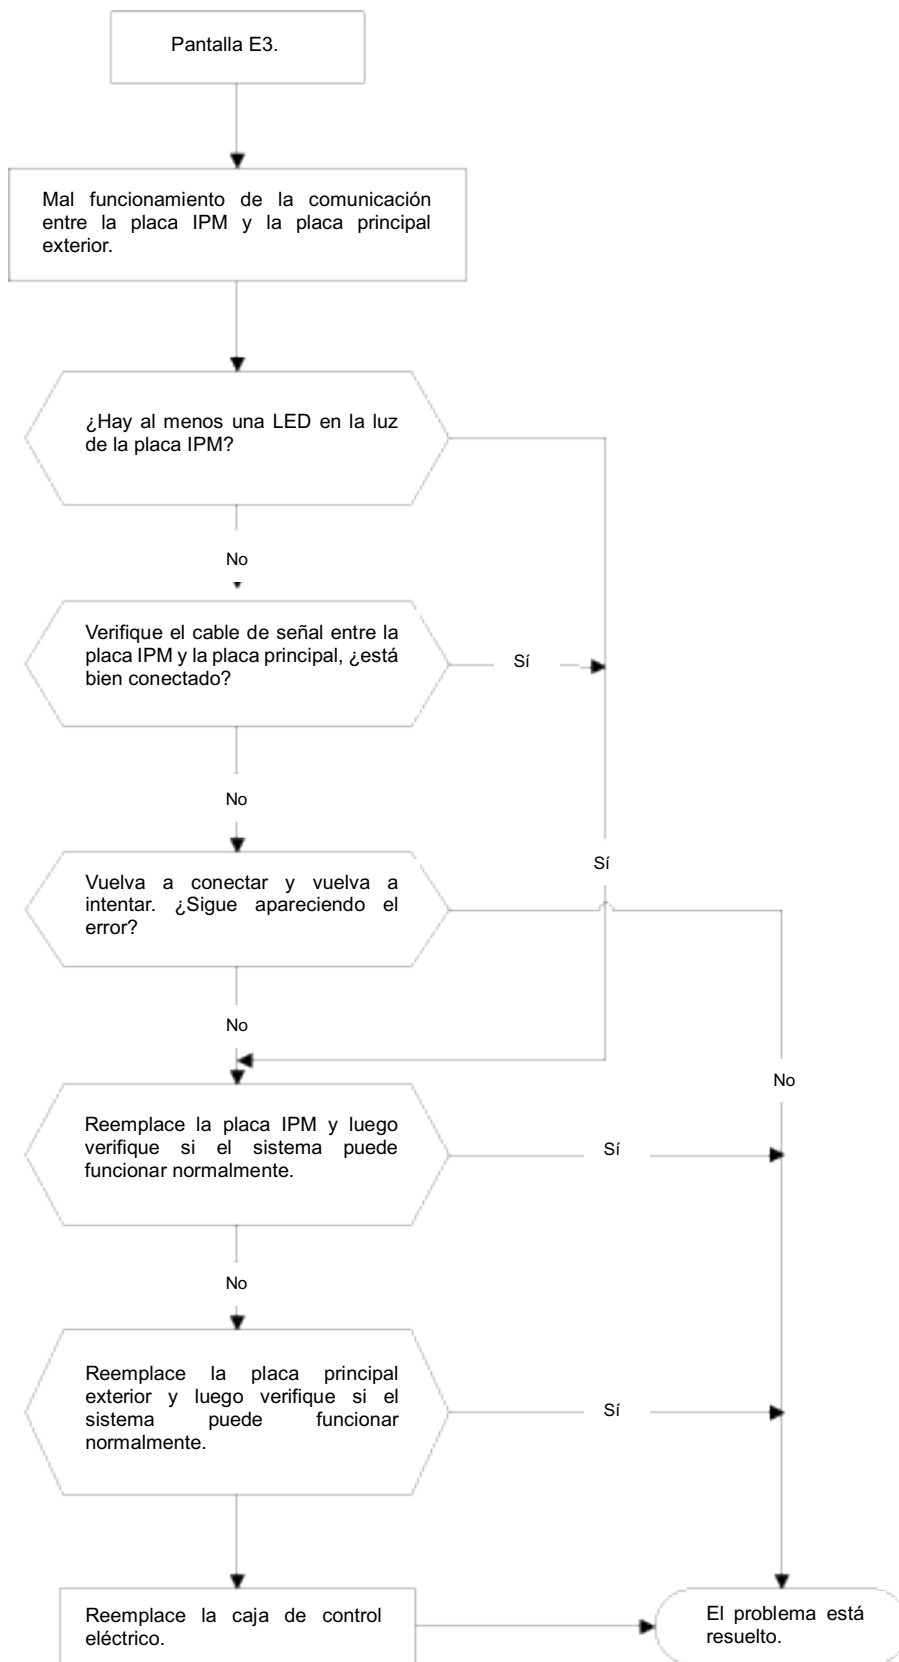 Pantalla E3.
Mal funcionamiento de la comunicación
entre la placa IPM y la placa principal
exterior.
¿Hay al menos una LED en la luz
de la placa IPM?
No
Verifique el cable de señal entre la
placa IPM y la placa principal, ¿está
bien conectado?
Sí
No
Sí
Vuelva a conectar y vuelva a
intentar. ¿Sigue apareciendo el
error?
No
No
Reemplace la placa IPM y luego
verifique si el sistema puede
funcionar normalmente.
Sí
No
Reemplace la placa principal
exterior y luego verifique si el
sistema puede funcionar
normalmente.
Sí
Reemplace la caja de control
eléctrico.
El problema está
resuelto.